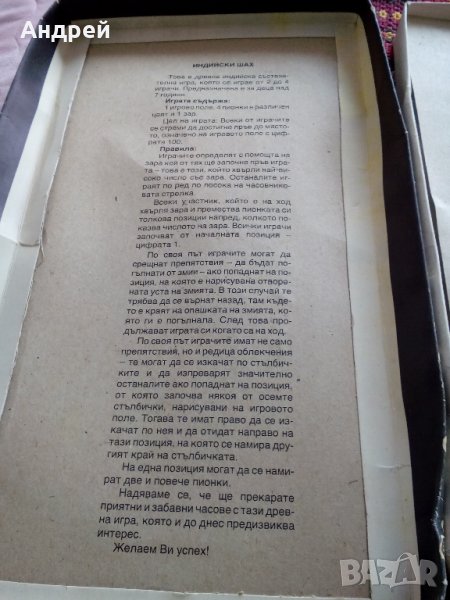 Андрей
ИНДИЙСКИ ШАХ
Това е древна индийска състеза-
телна игра, която се играе от 2 до 4
играчи. Предназначена е за деца над
7 години.
Играта съдържа:
1 игрово поле, 4 пионки в различен
цвят и 1 зар.
Цел на играта: Всеки от играчите
се стреми да достигне пръв до място-
то, означено на игровото поле с циф-
рата 100.
Правила:
Играчите определят с помощта на
зара кой от тях ще започне пръв игра-
та – това е този, който хвърли най-ви-
соко число със зара. Останалите иг-
раят по ред по посока на часовнико-
вата стрелка.
Всеки участник, който е на ход
хвърля зара и премества пионката си
толкова позиции напред, колкото по-
казва числото на зара. Всички играчи
започват от началната позиция –
цифрата 1.
По своя път играчите могат да
срещнат препятствия – да бъдат по-
гълнати от змии – ако попаднат на по-
зиция, на която е нарисувана отворе-
ната уста на змията. В този случай те
трябва да се върнат назад, там къде-
то е краят на опашката на змията, коя-
ято ги е погълнала. След това про-
дължават играта си когато са на ход.
По своя път играчите имат не само
препятствия, но и редица облекчения
– те могат да се изкачат по стълбич-
ките и да изпреварят значително
останалите ако попаднат на позиция,
от която започва някоя от осемте
стълбички, нарисувани на игровото
поле. Тогава те имат право да се из-
качат по нея и да отидат направо на
тази позиция, на която се намира дру-
гият край на стълбичката.
На една позиция могат да се нами-
рат две и повече пионки.
Надяваме се, че ще прекарате
приятни и забавни часове с тази древ-
на игра, която и до днес предизвиква
интерес.
Желаем Ви успех!
BAZAR